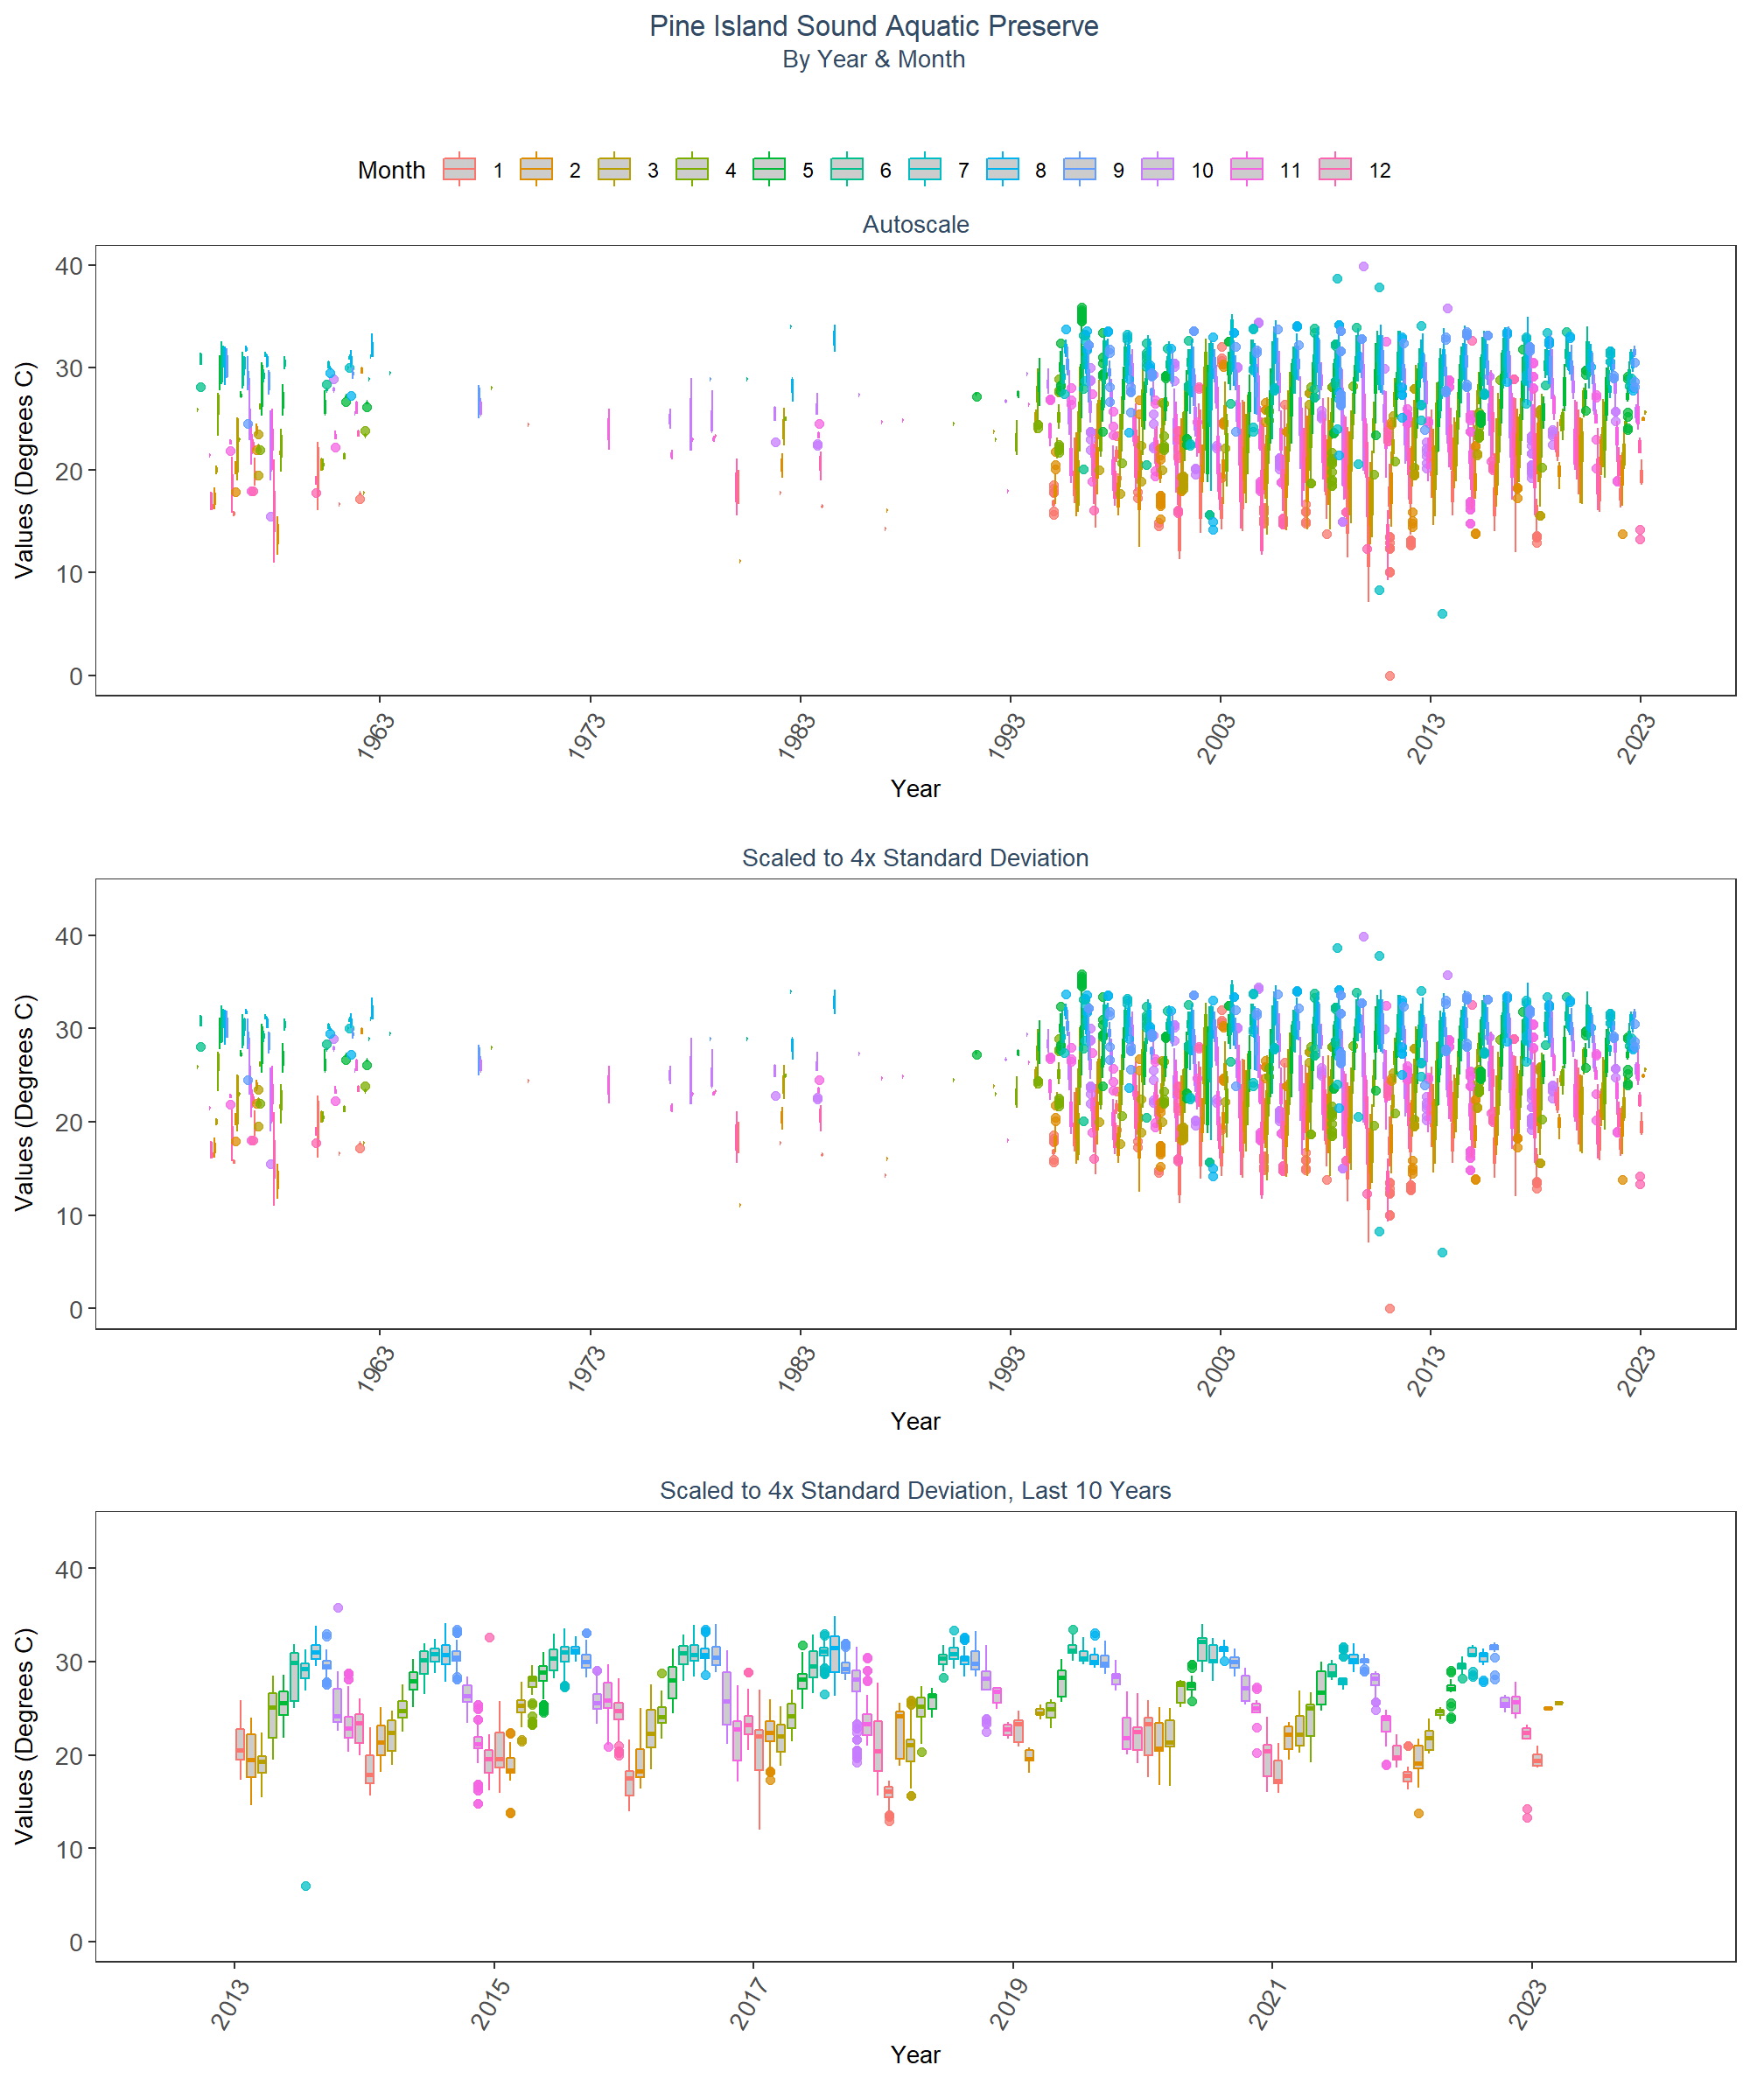 Pine Island Sound Aquatic Preserve
By Year & Month
Month 1 2 3 4 5 6 7 8 9 10 11 12
Autoscale
Values (Degrees C)
40
30
20
10
0
1963 1973 1983 1993 2003 2013 2023
Year
Scaled to 4x Standard Deviation
Values (Degrees C)
40
30
20
10
0
1963 1973 1983 1993 2003 2013 2023
Year
Scaled to 4x Standard Deviation, Last 10 Years
Values (Degrees C)
40
30
20
10
0
2013 2015 2017 2019 2021 2023
Year